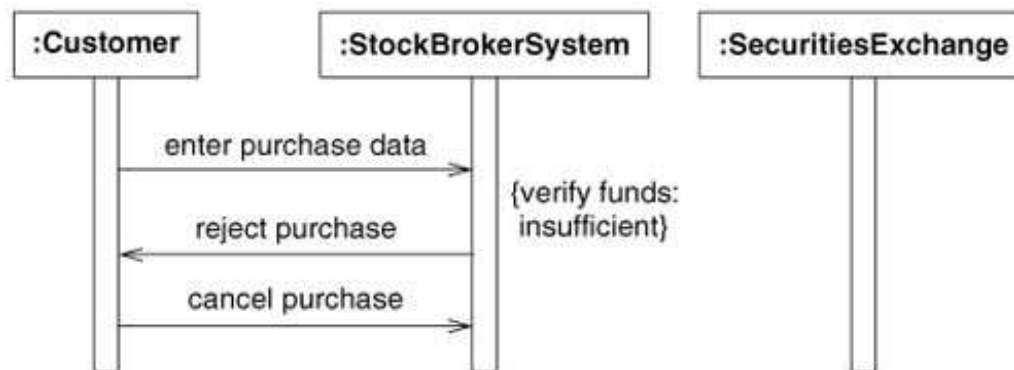 :Customer
:StockBrokerSystem
:SecuritiesExchange
enter purchase data
{verify funds:
insufficient}
reject purchase
cancel purchase